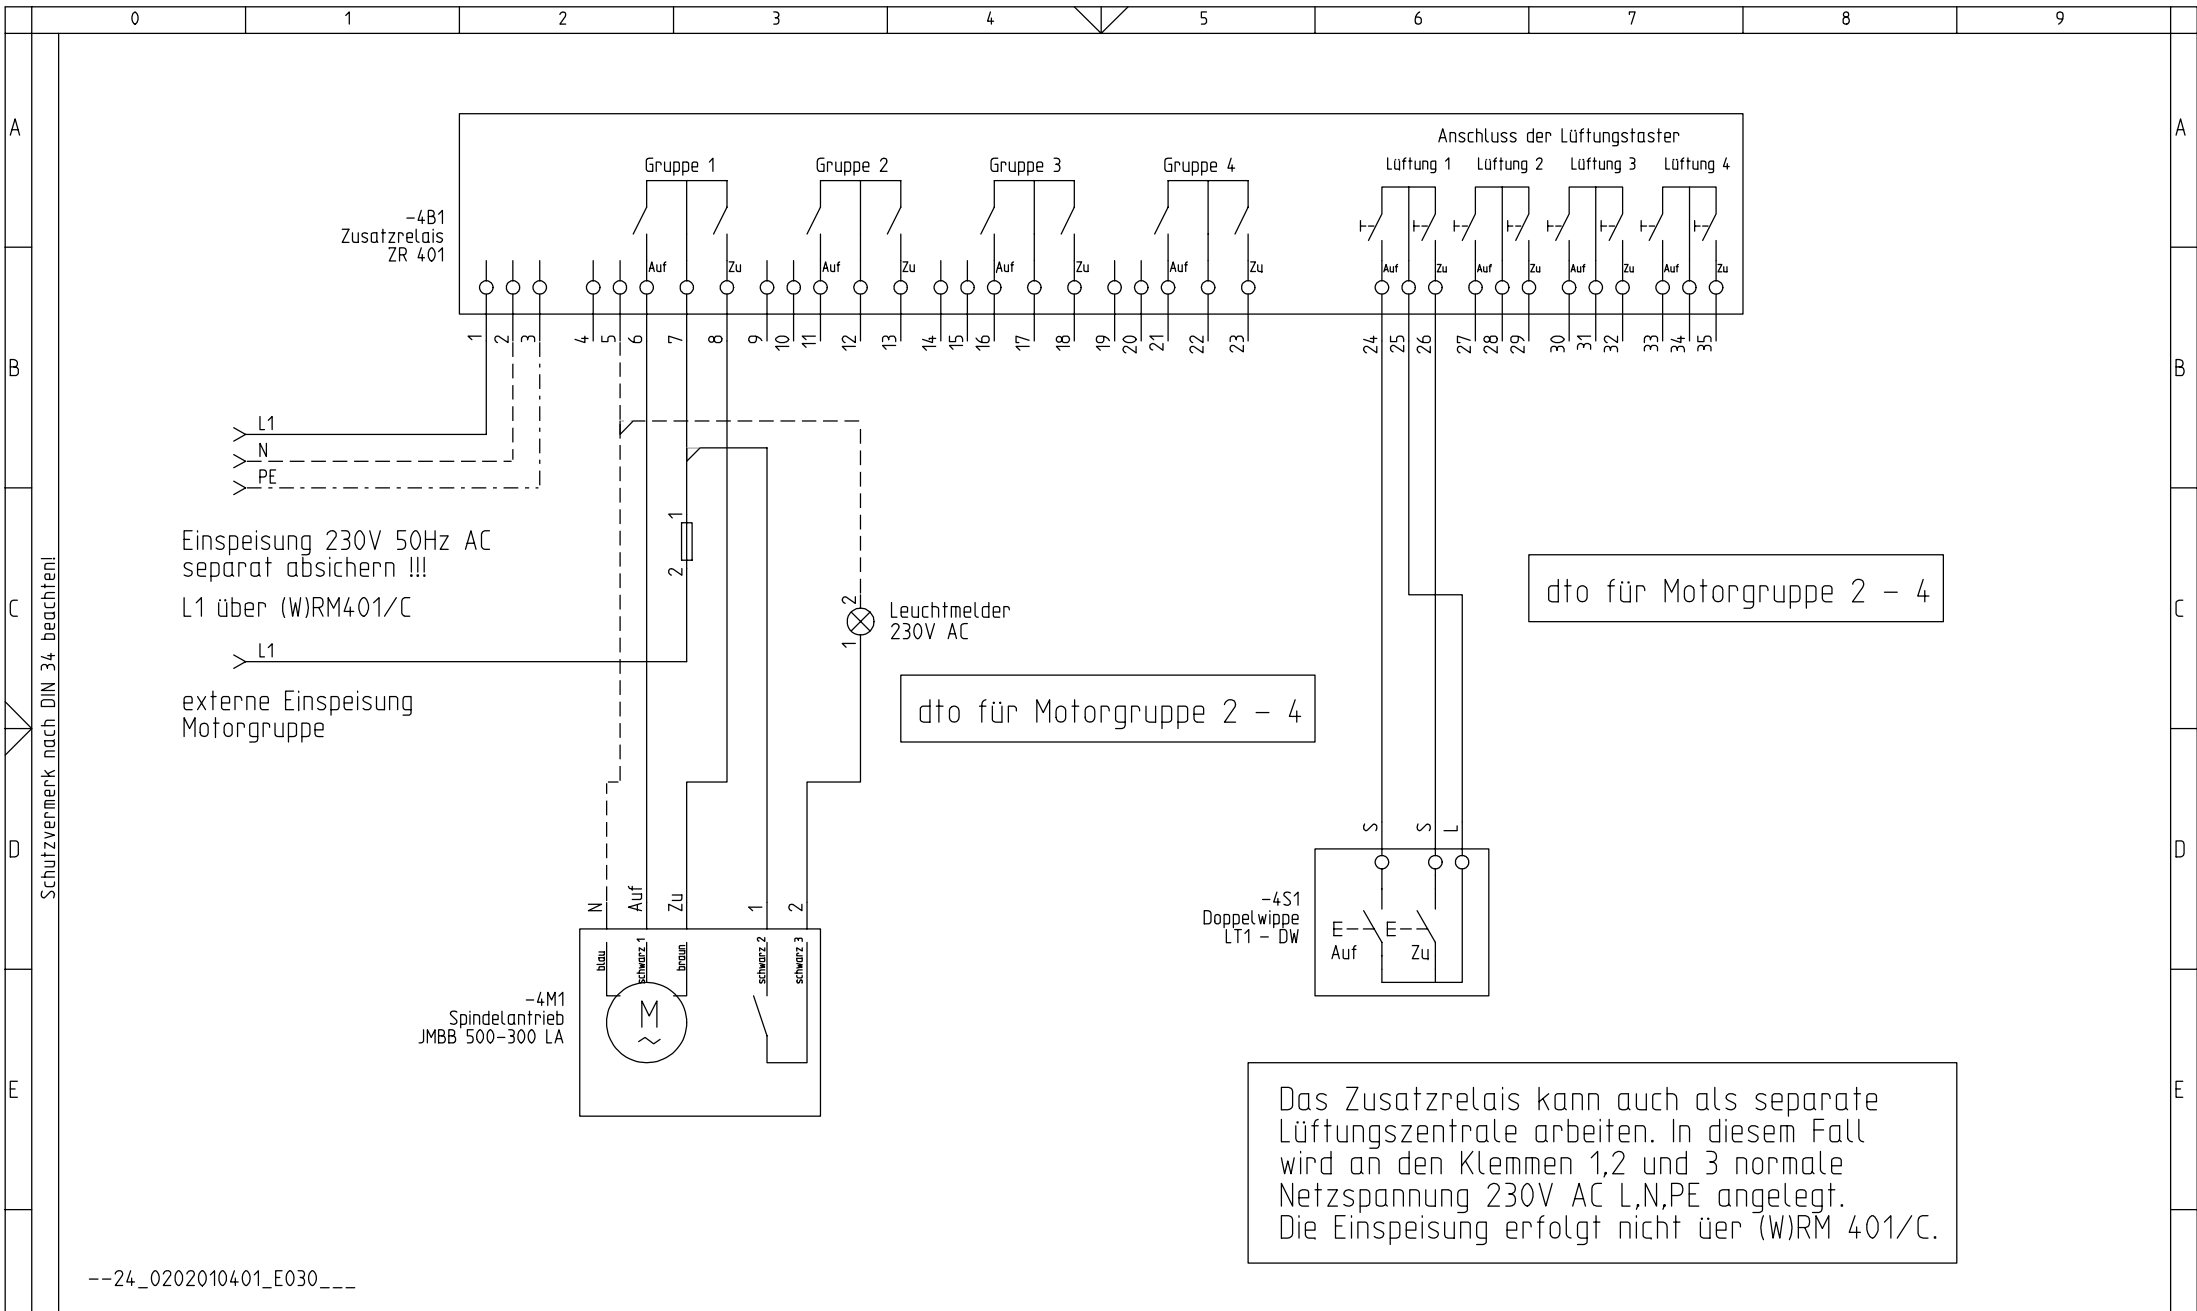 0 1 2 3 4 5 6 7 8 9
A A
Anschluss der Lüftungstaster
Gruppe 1 Gruppe 2 Gruppe 3 Gruppe 4 Lüftung 1 Lüftung 2 Lüftung 3 Lüftung 4
-4B1
Zusatzrelais
ZR 401
Auf Zu Auf Zu Auf Zu Auf Zu Auf Zu Auf Zu Auf Zu Auf Zu
1 2 3 4 5 6 7 8 9 10 11 12 13 14 15 16 17 18 19 20 21 22 23 24 25 26 27 28 29 30 31 32 33 34 35
B B
L1
N
PE
1
2
Einspeisung 230V 50Hz AC
separat absichern !!!
L1 über (W)RM401/C
L1
externe Einspeisung
Motorgruppe
C C
2
1
Leuchtmelder
230V AC
dto für Motorgruppe 2 - 4
dto für Motorgruppe 2 - 4
Schutzvermerk nach DIN 34 beachten!
D D
S S L
-4S1
Doppelwippe
LT1 - DW
Auf Zu
N Auf Zu 1 2
blau schwarz 1 braun schwarz 2 schwarz 3
-4M1
Spindelantrieb
JMBB 500-300 LA
M
~
E E
Das Zusatzrelais kann auch als separate
Lüftungszentrale arbeiten. In diesem Fall
wird an den Klemmen 1,2 und 3 normale
Netzspannung 230V AC L,N,PE angelegt.
Die Einspeisung erfolgt nicht üer (W)RM 401/C.
--24_0202010401_E030___